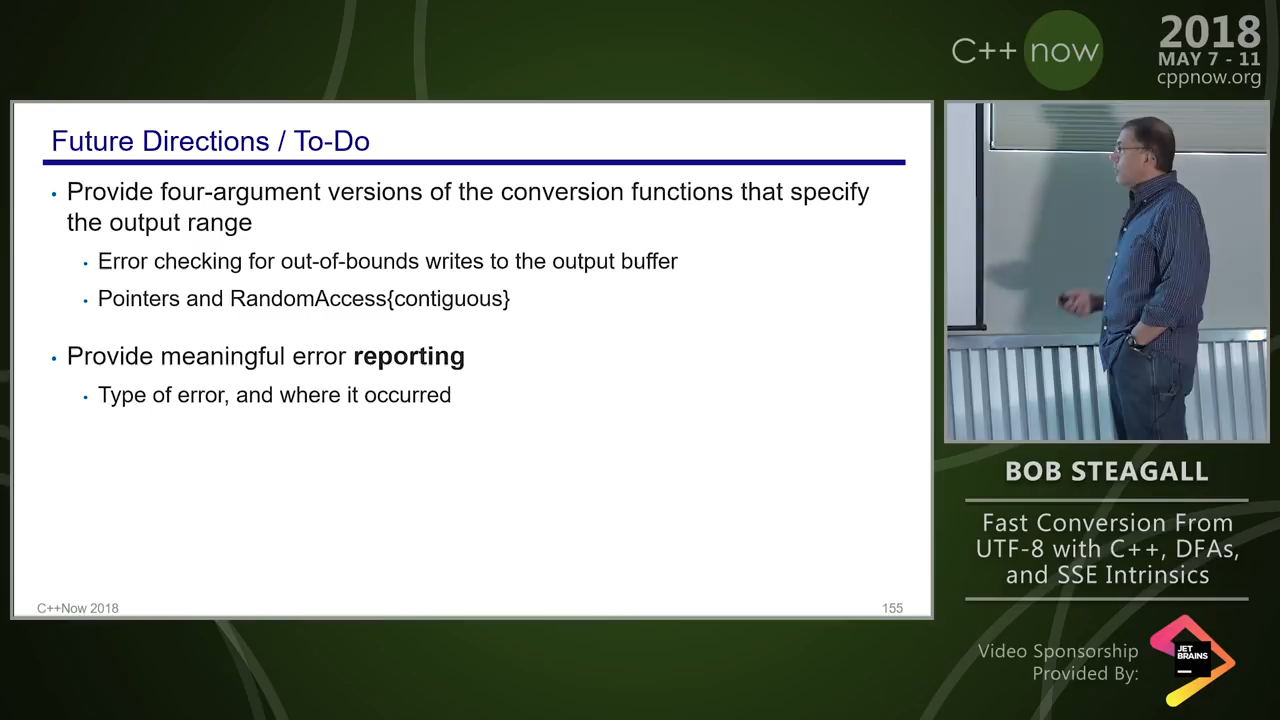 C++ now
2018
MAY 7 - 11
cppnow.org
Future Directions / To-Do
• Provide four-argument versions of the conversion functions that specify
the output range
• Error checking for out-of-bounds writes to the output buffer
• Pointers and RandomAccess{contiguous}
• Provide meaningful error reporting
• Type of error, and where it occurred
C++Now 2018
155
BOB STEAGALL
Fast Conversion From
UTF-8 with C++, DFAs,
and SSE Intrinsics
Video Sponsorship
Provided By:
JET
BRAINS